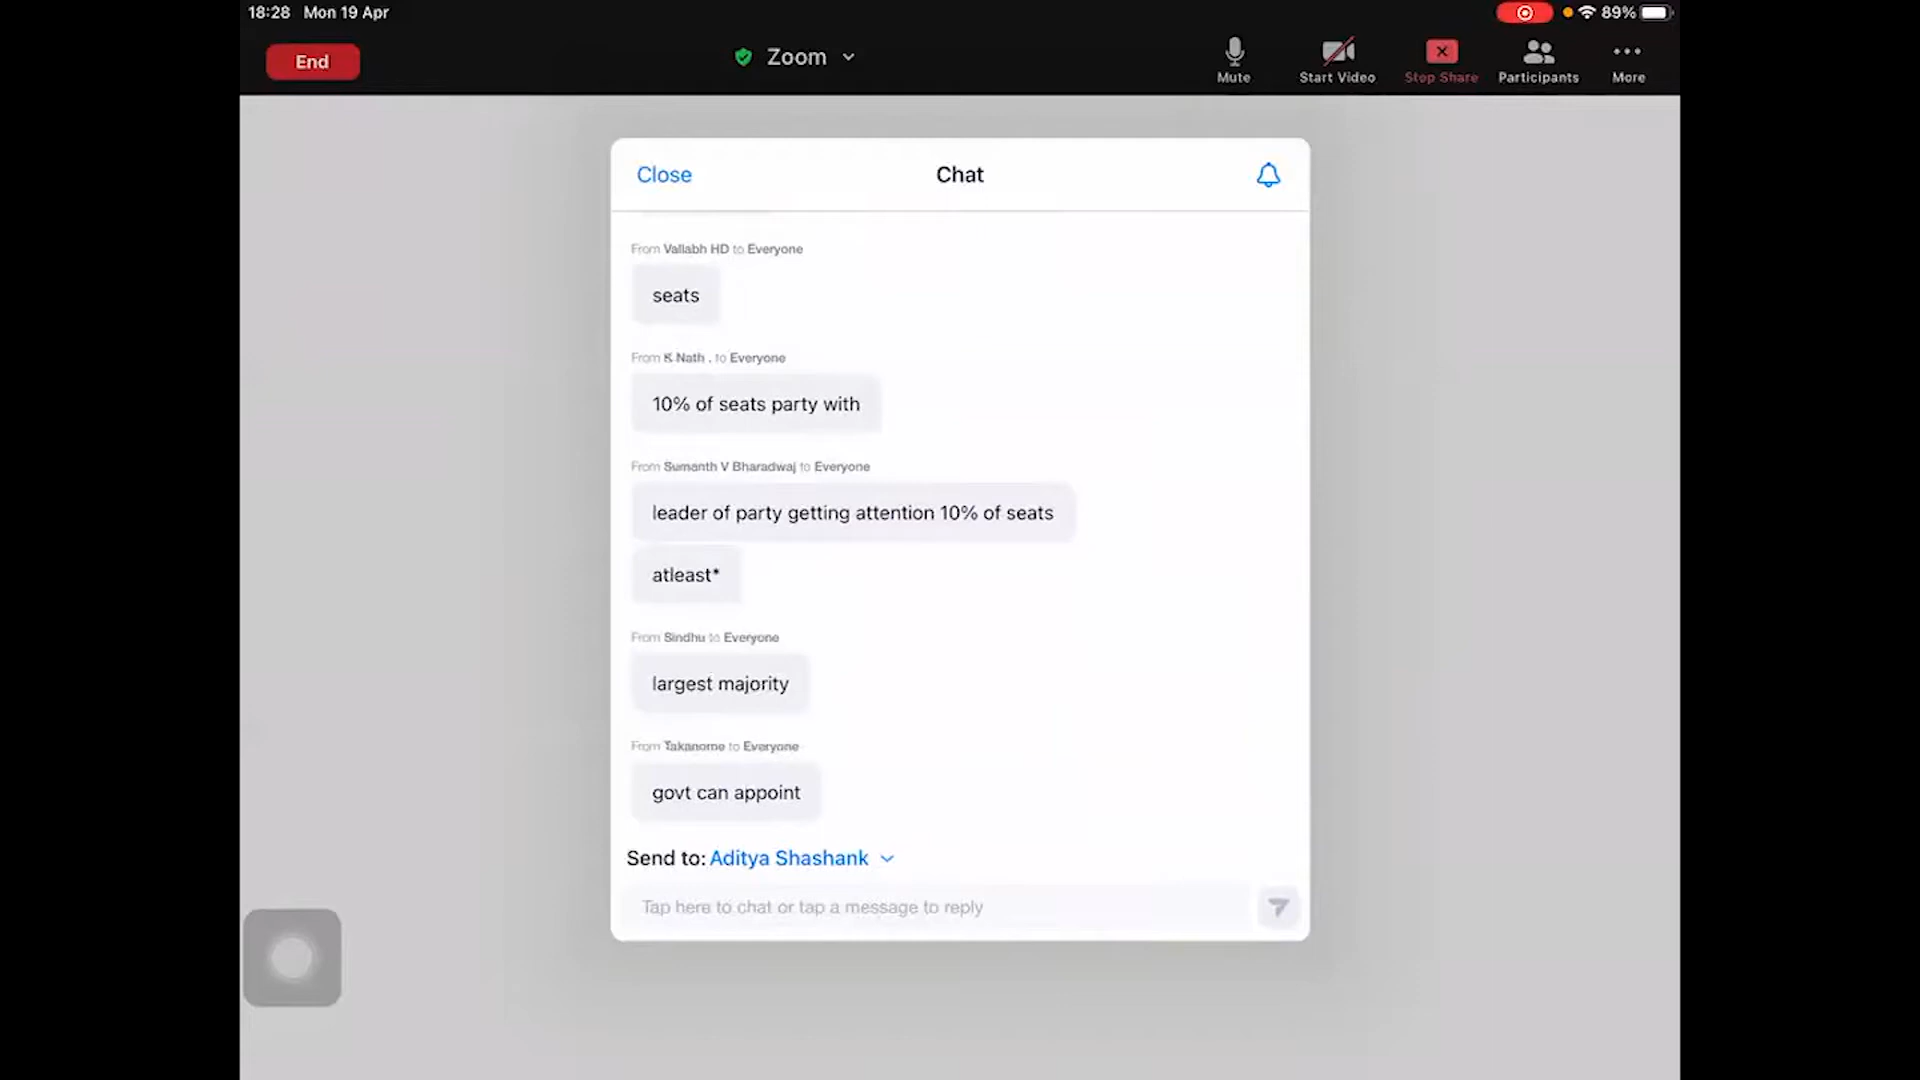 18:28 Mon 19 Apr
89%
End
Zoom
Mute
Start Video
Stop Share
Participants
More
Close
Chat
From Vallabh HD to Everyone
seats
From K Nath . to Everyone
10% of seats party with
From Sumanth V Bharadwaj to Everyone
leader of party getting attention 10% of seats
atleast*
From Sindhu to Everyone
largest majority
From Takanome to Everyone
govt can appoint
Send to: Aditya Shashank
Tap here to chat or tap a message to reply